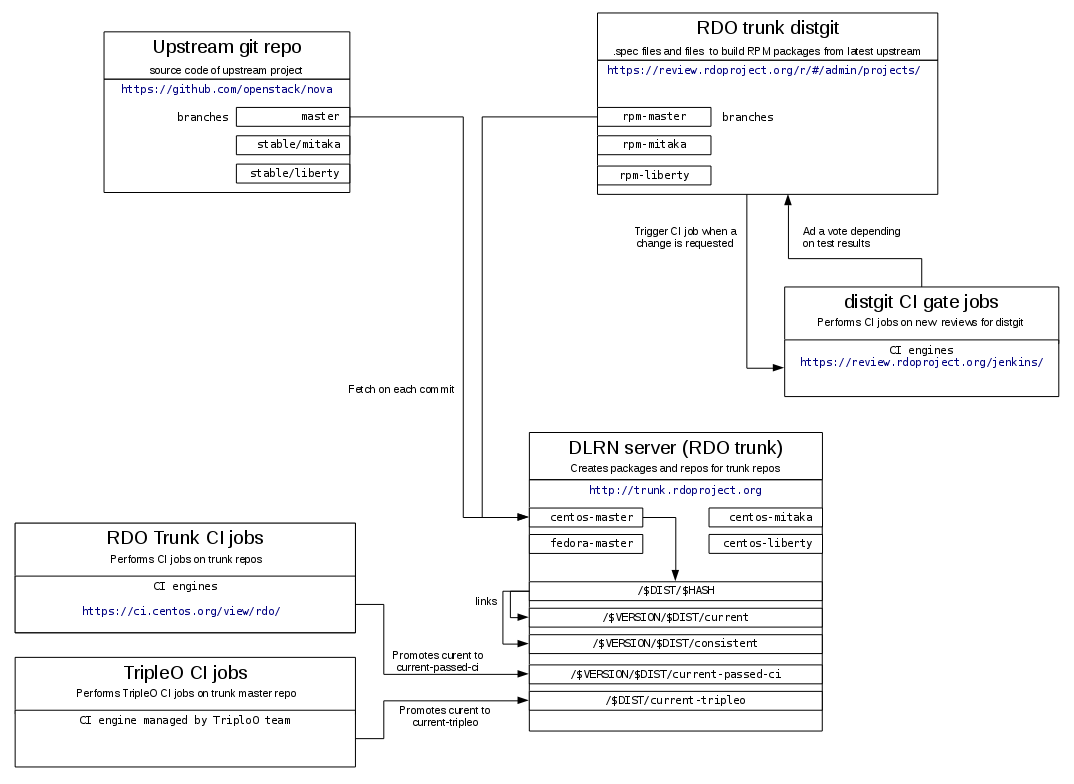 Upstream git repo
source code of upstream project
https://github.com/openstack/nova
branches
master
stable/mitaka
stable/liberty
RDO trunk distgit
.spec files and files to build RPM packages from latest upstream
https://review.rdoproject.org/r/#/admin/projects/
rpm-master
branches
rpm-mitaka
rpm-liberty
Trigger CI job when a
change is requested
Ad a vote depending
on test results
distgit CI gate jobs
Performs CI jobs on new reviews for distgit
CI engines
https://review.rdoproject.org/jenkins/
Fetch on each commit
DLRN server (RDO trunk)
Creates packages and repos for trunk repos
http://trunk.rdoproject.org
centos-master
centos-mitaka
fedora-master
centos-liberty
/$DIST/$HASH
links
/$VERSION/$DIST/current
/$VERSION/$DIST/consistent
/$VERSION/$DIST/current-passed-ci
/$DIST/current-tripleo
RDO Trunk CI jobs
Performs CI jobs on trunk repos
CI engines
https://ci.centos.org/view/rdo/
Promotes curent to
current-passed-ci
TripleO CI jobs
Performs TripleO CI jobs on trunk master repo
CI engine managed by TriploO team
Promotes curent to
current-tripleo